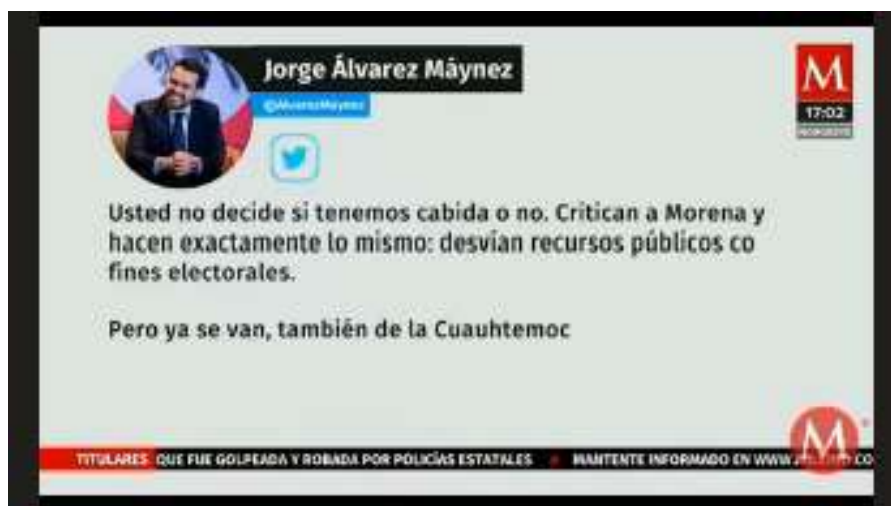 Jorge Álvarez Máynez
@AlvarezMaynez
M
17:02
Usted no decide si tenemos cabida o no. Critican a Morena y
hacen exactamente lo mismo: desvían recursos públicos co
fines electorales.
Pero ya se van, también de la Cuauhtemoc
M
TITULARES QUE FUE GOLPEADA Y ROBADA POR POLICÍAS ESTATALES MANTENTE INFORMADO EN